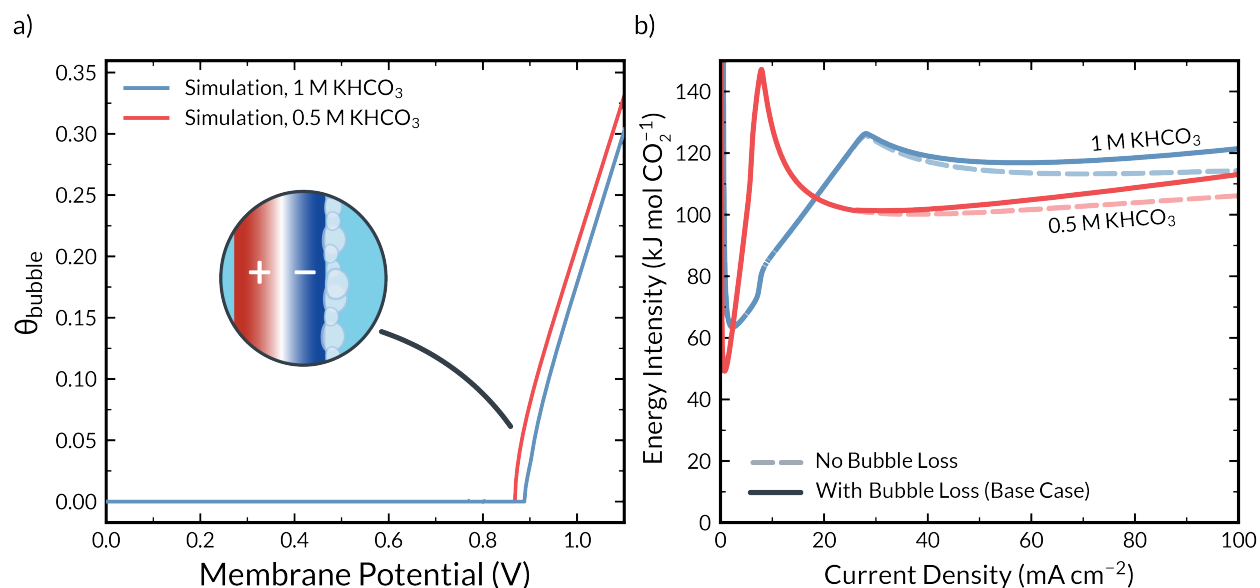 a)
0.35
0.30
0.25
0.20
0.15
0.10
0.05
0.00
θbubble
Simulation, 1 M KHCO₃
Simulation, 0.5 M KHCO₃
+ −
0.0 0.2 0.4 0.6 0.8 1.0
Membrane Potential (V)
b)
140
120
100
80
60
40
20
0
Energy Intensity (kJ mol CO₂⁻¹)
1 M KHCO₃
0.5 M KHCO₃
No Bubble Loss
With Bubble Loss (Base Case)
0 20 40 60 80 100
Current Density (mA cm⁻²)